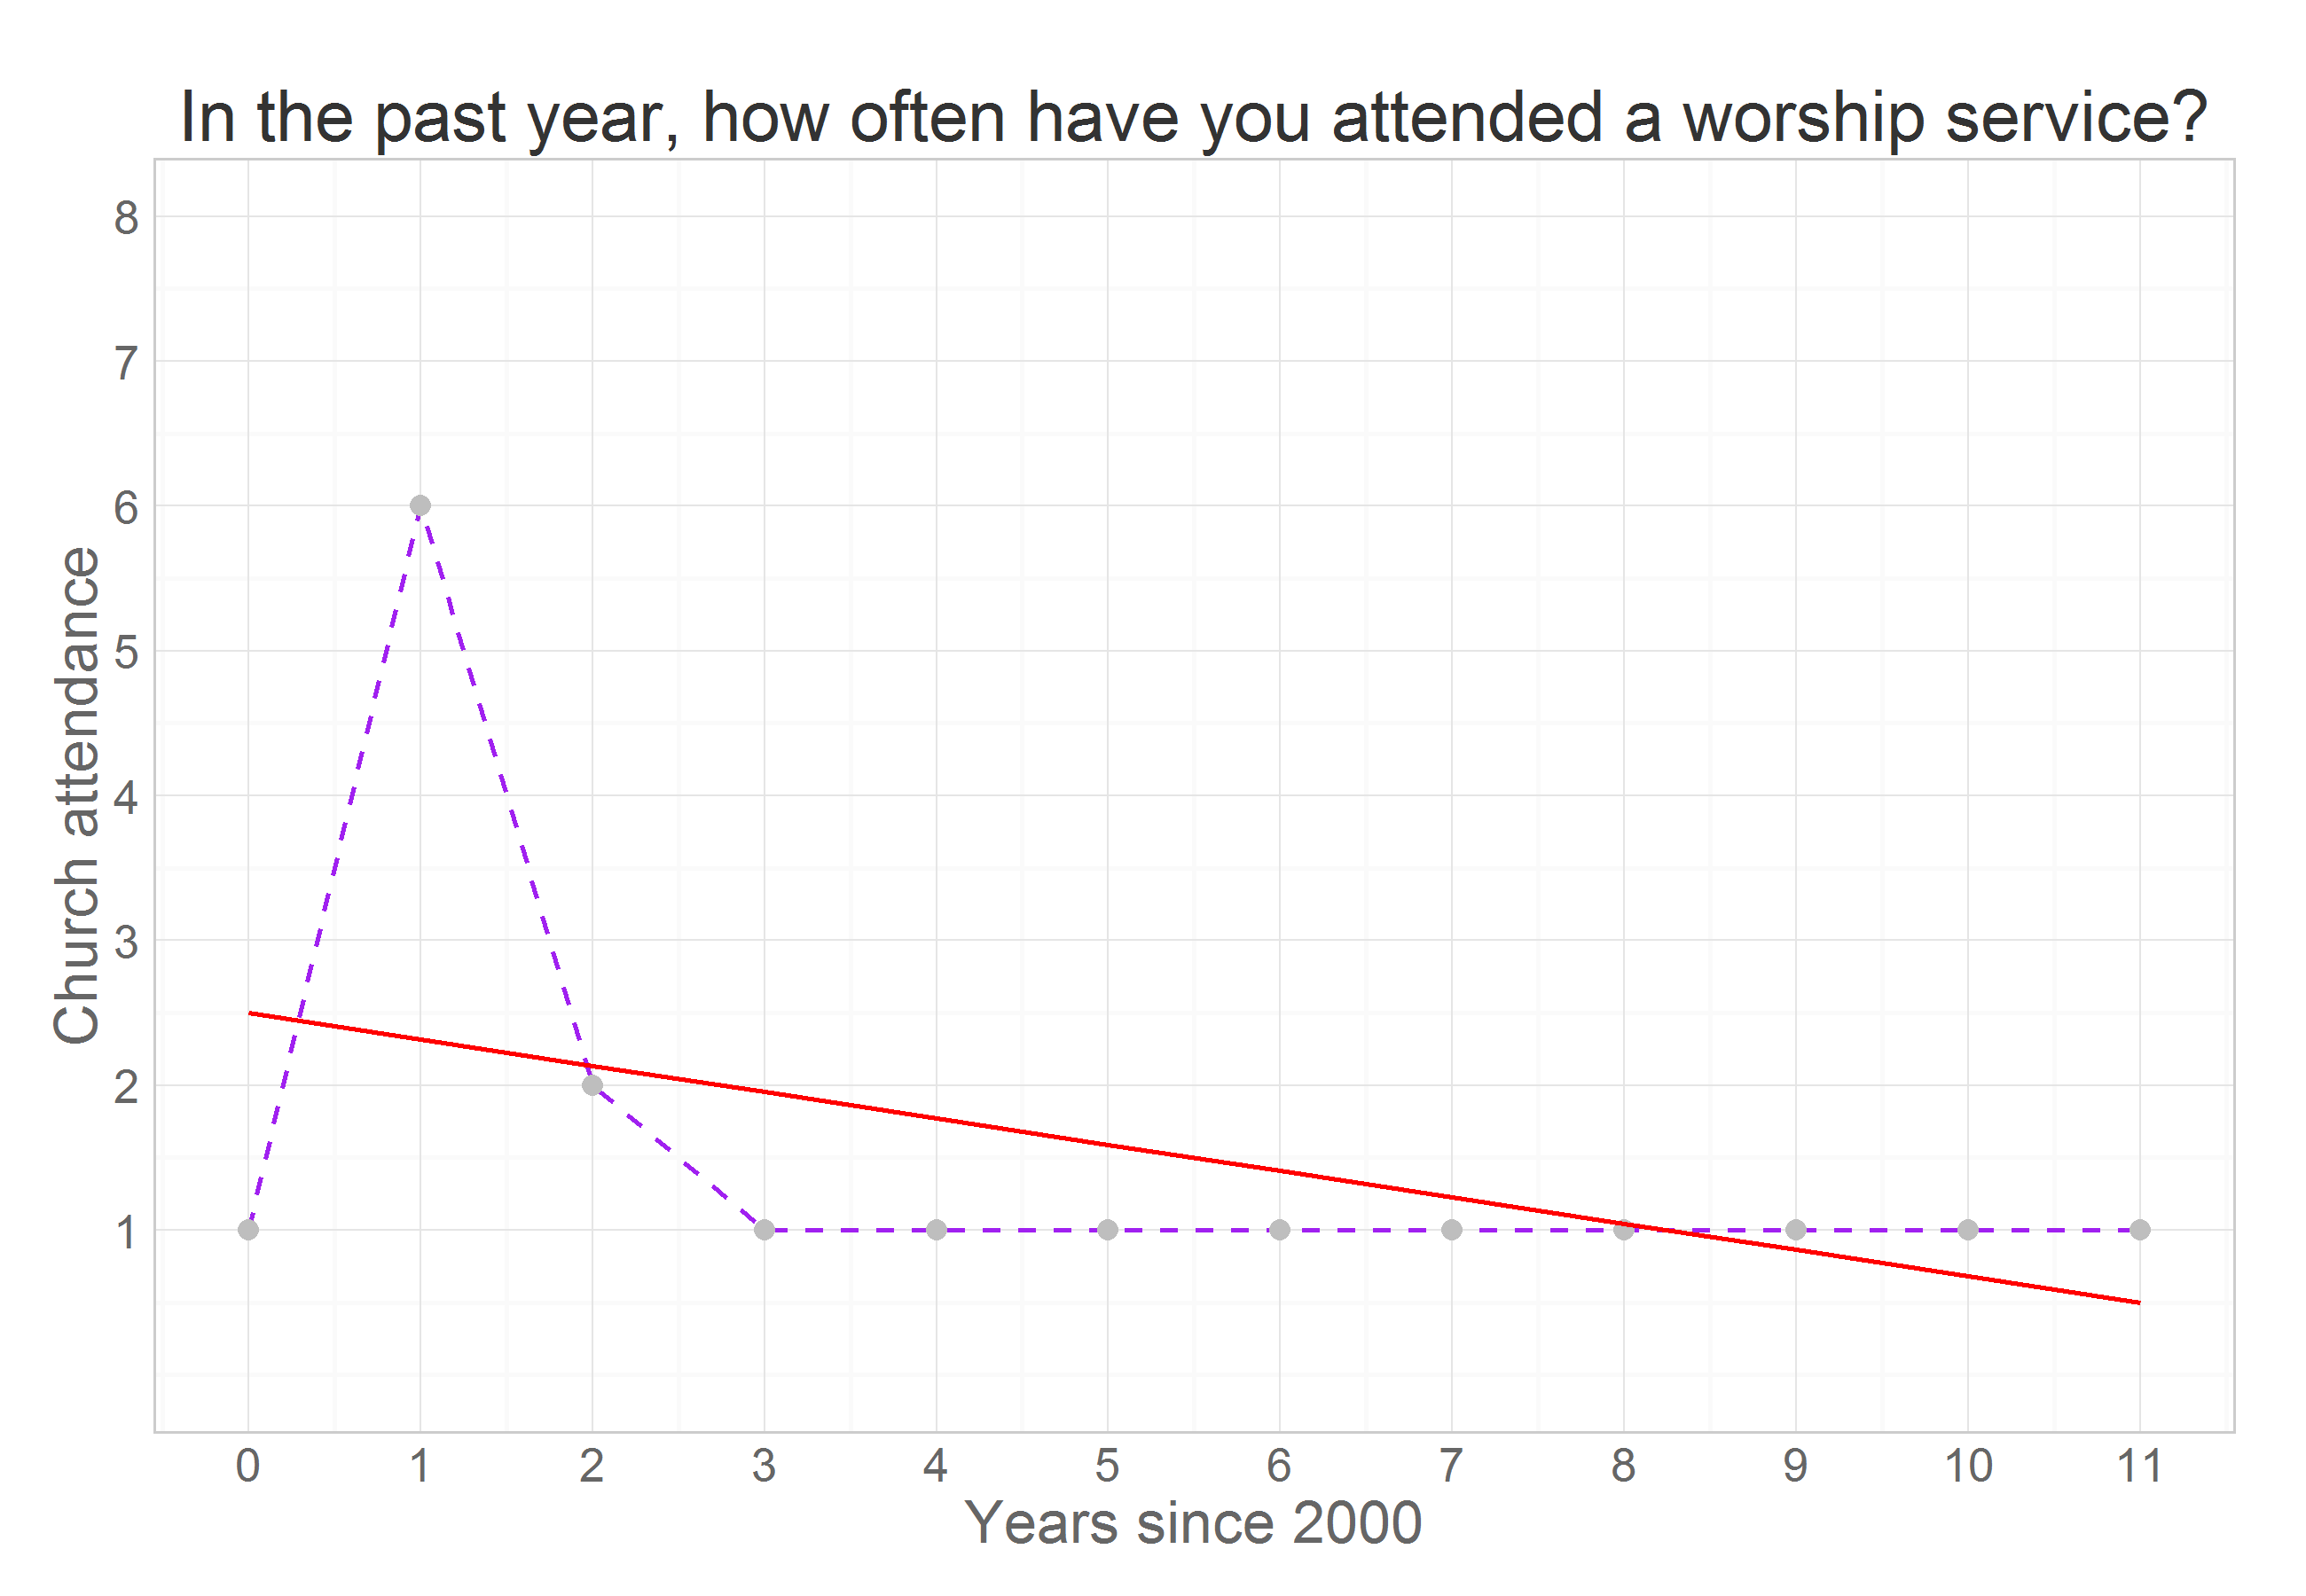 In the past year, how often have you attended a worship service?
8
7
6
5
4
3
2
1
Church attendance
0 1 2 3 4 5 6 7 8 9 10 11
Years since 2000